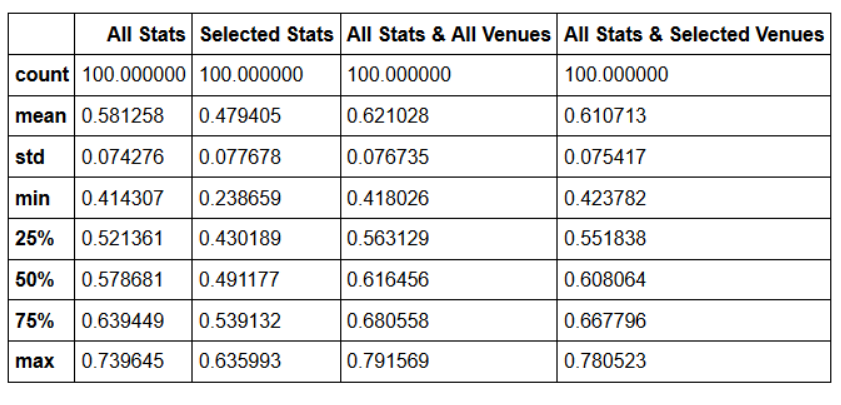 All Stats Selected Stats All Stats & All Venues All Stats & Selected Venues
count 100.000000 100.000000 100.000000 100.000000
mean 0.581258 0.479405 0.621028 0.610713
std 0.074276 0.077678 0.076735 0.075417
min 0.414307 0.238659 0.418026 0.423782
25% 0.521361 0.430189 0.563129 0.551838
50% 0.578681 0.491177 0.616456 0.608064
75% 0.639449 0.539132 0.680558 0.667796
max 0.739645 0.635993 0.791569 0.780523